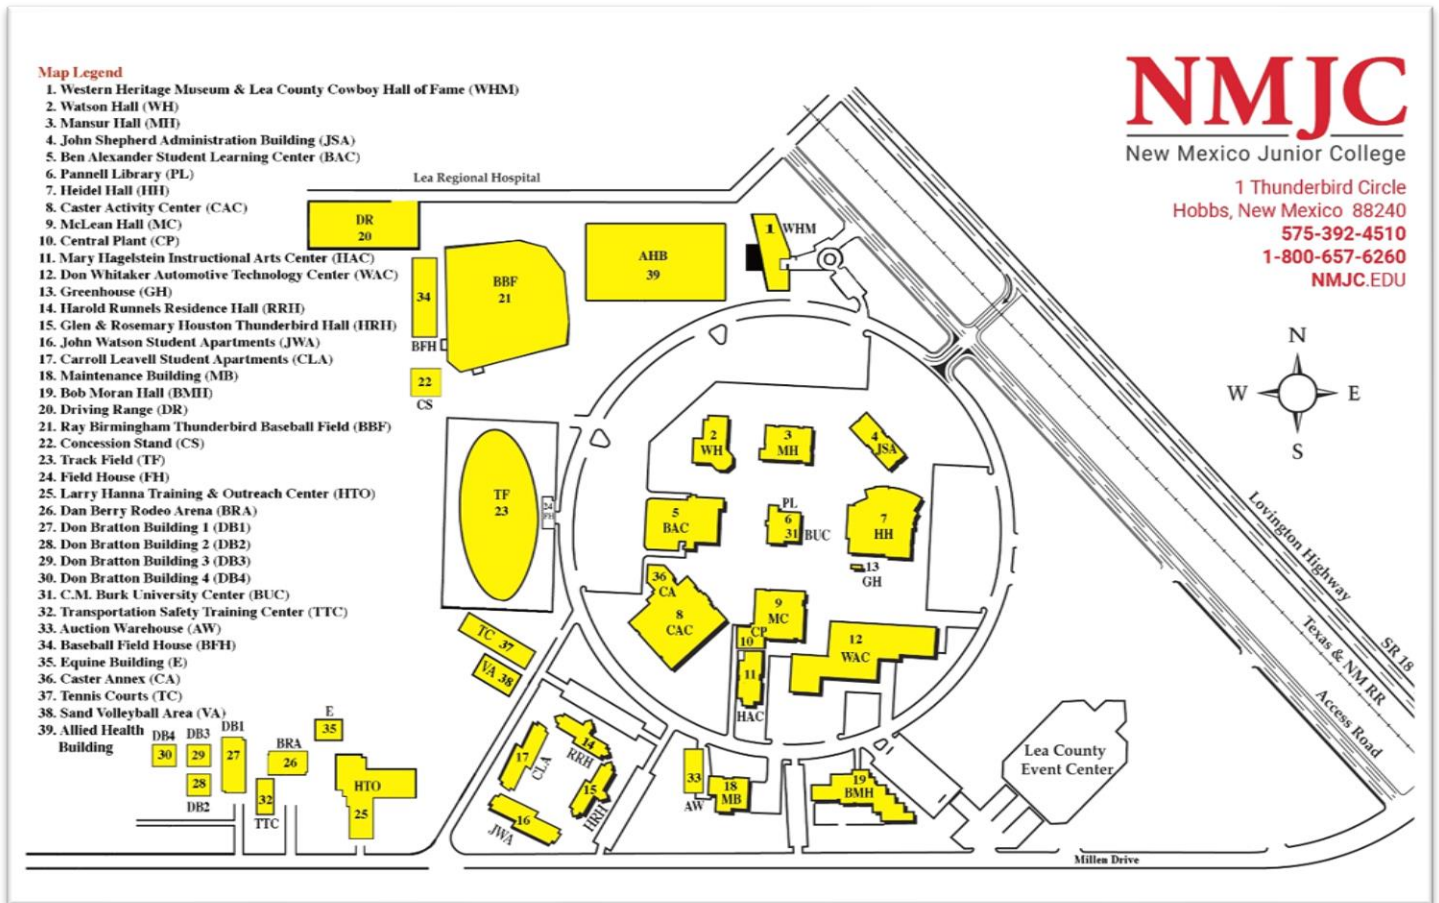 Map Legend
1. Western Heritage Museum & Lea County Cowboy Hall of Fame (WHM)
2. Watson Hall (WH)
3. Mansur Hall (MH)
4. John Shepherd Administration Building (JSA)
5. Ben Alexander Student Learning Center (BAC)
6. Pannell Library (PL)
7. Heidel Hall (HH)
8. Caster Activity Center (CAC)
9. McLean Hall (MC)
10. Central Plant (CP)
11. Mary Hagelstein Instructional Arts Center (HAC)
12. Don Whitaker Automotive Technology Center (WAC)
13. Greenhouse (GH)
14. Harold Runnels Residence Hall (RRH)
15. Glen & Rosemary Houston Thunderbird Hall (HRH)
16. John Watson Student Apartments (JWA)
17. Carroll Leavell Student Apartments (CLA)
18. Maintenance Building (MB)
19. Bob Moran Hall (BMH)
20. Driving Range (DR)
21. Ray Birmingham Thunderbird Baseball Field (BBF)
22. Concession Stand (CS)
23. Track Field (TF)
24. Field House (FH)
25. Larry Hanna Training & Outreach Center (HTO)
26. Dan Berry Rodeo Arena (BRA)
27. Don Bratton Building 1 (DB1)
28. Don Bratton Building 2 (DB2)
29. Don Bratton Building 3 (DB3)
30. Don Bratton Building 4 (DB4)
31. C.M. Burk University Center (BUC)
32. Transportation Safety Training Center (TTC)
33. Auction Warehouse (AW)
34. Baseball Field House (BFH)
35. Equine Building (E)
36. Caster Annex (CA)
37. Tennis Courts (TC)
38. Sand Volleyball Area (VA)
39. Allied Health
Building
NMJC
New Mexico Junior College
1 Thunderbird Circle
Hobbs, New Mexico 88240
575-392-4510
1-800-657-6260
NMJC.EDU
N
W E
S
Lea Regional Hospital
DR
20
34
BFH
BBF
21
AHB
39
1 WHM
22
CS
TF
23
24
FH
2
WH
3
MH
4
JSA
5
BAC
PL
6
31 BUC
7
HH
13
GH
36
CA
8
CAC
9
MC
CP
10
11
HAC
12
WAC
TC 37
VA 38
14
RRH
15
HRH
16
JWA
17
CLA
33
AW
18
MB
19
BMH
Lea County
Event Center
E
35
DB4
30
DB3
29
28
DB2
DB1
27
BRA
26
32
TTC
HTO
25
Lovington Highway
SR 18
Texas & NM RR
Access Road
Millen Drive